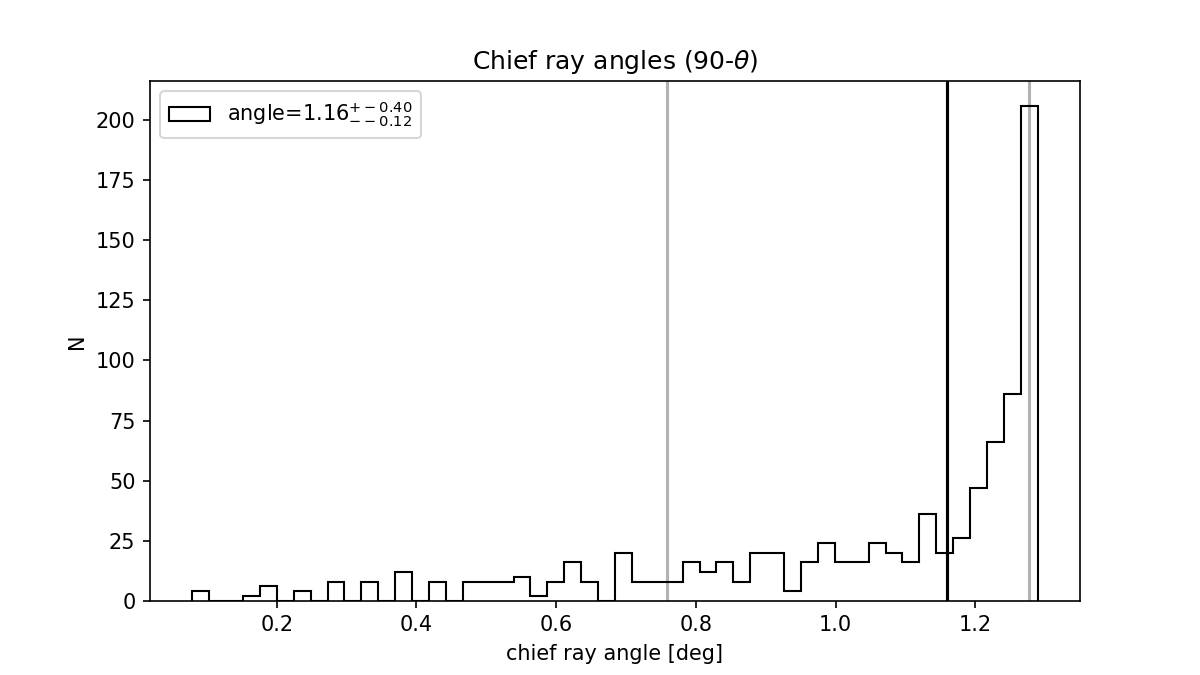 Chief ray angles (90-θ)
angle=1.16^{+-0.40}_{--0.12}
N
200
175
150
125
100
75
50
25
0
0.2 0.4 0.6 0.8 1.0 1.2
chief ray angle [deg]